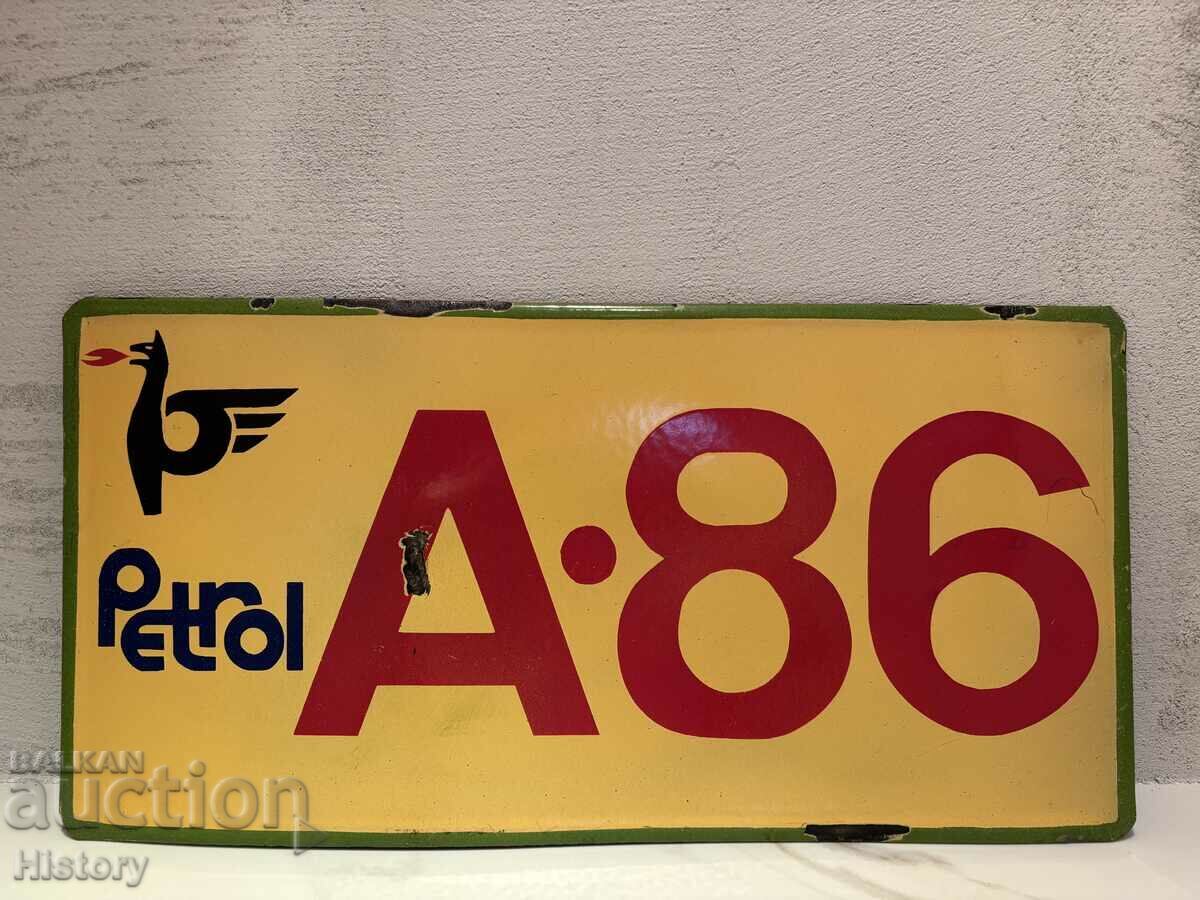 Petrol
A·86
BALKAN
auction
History